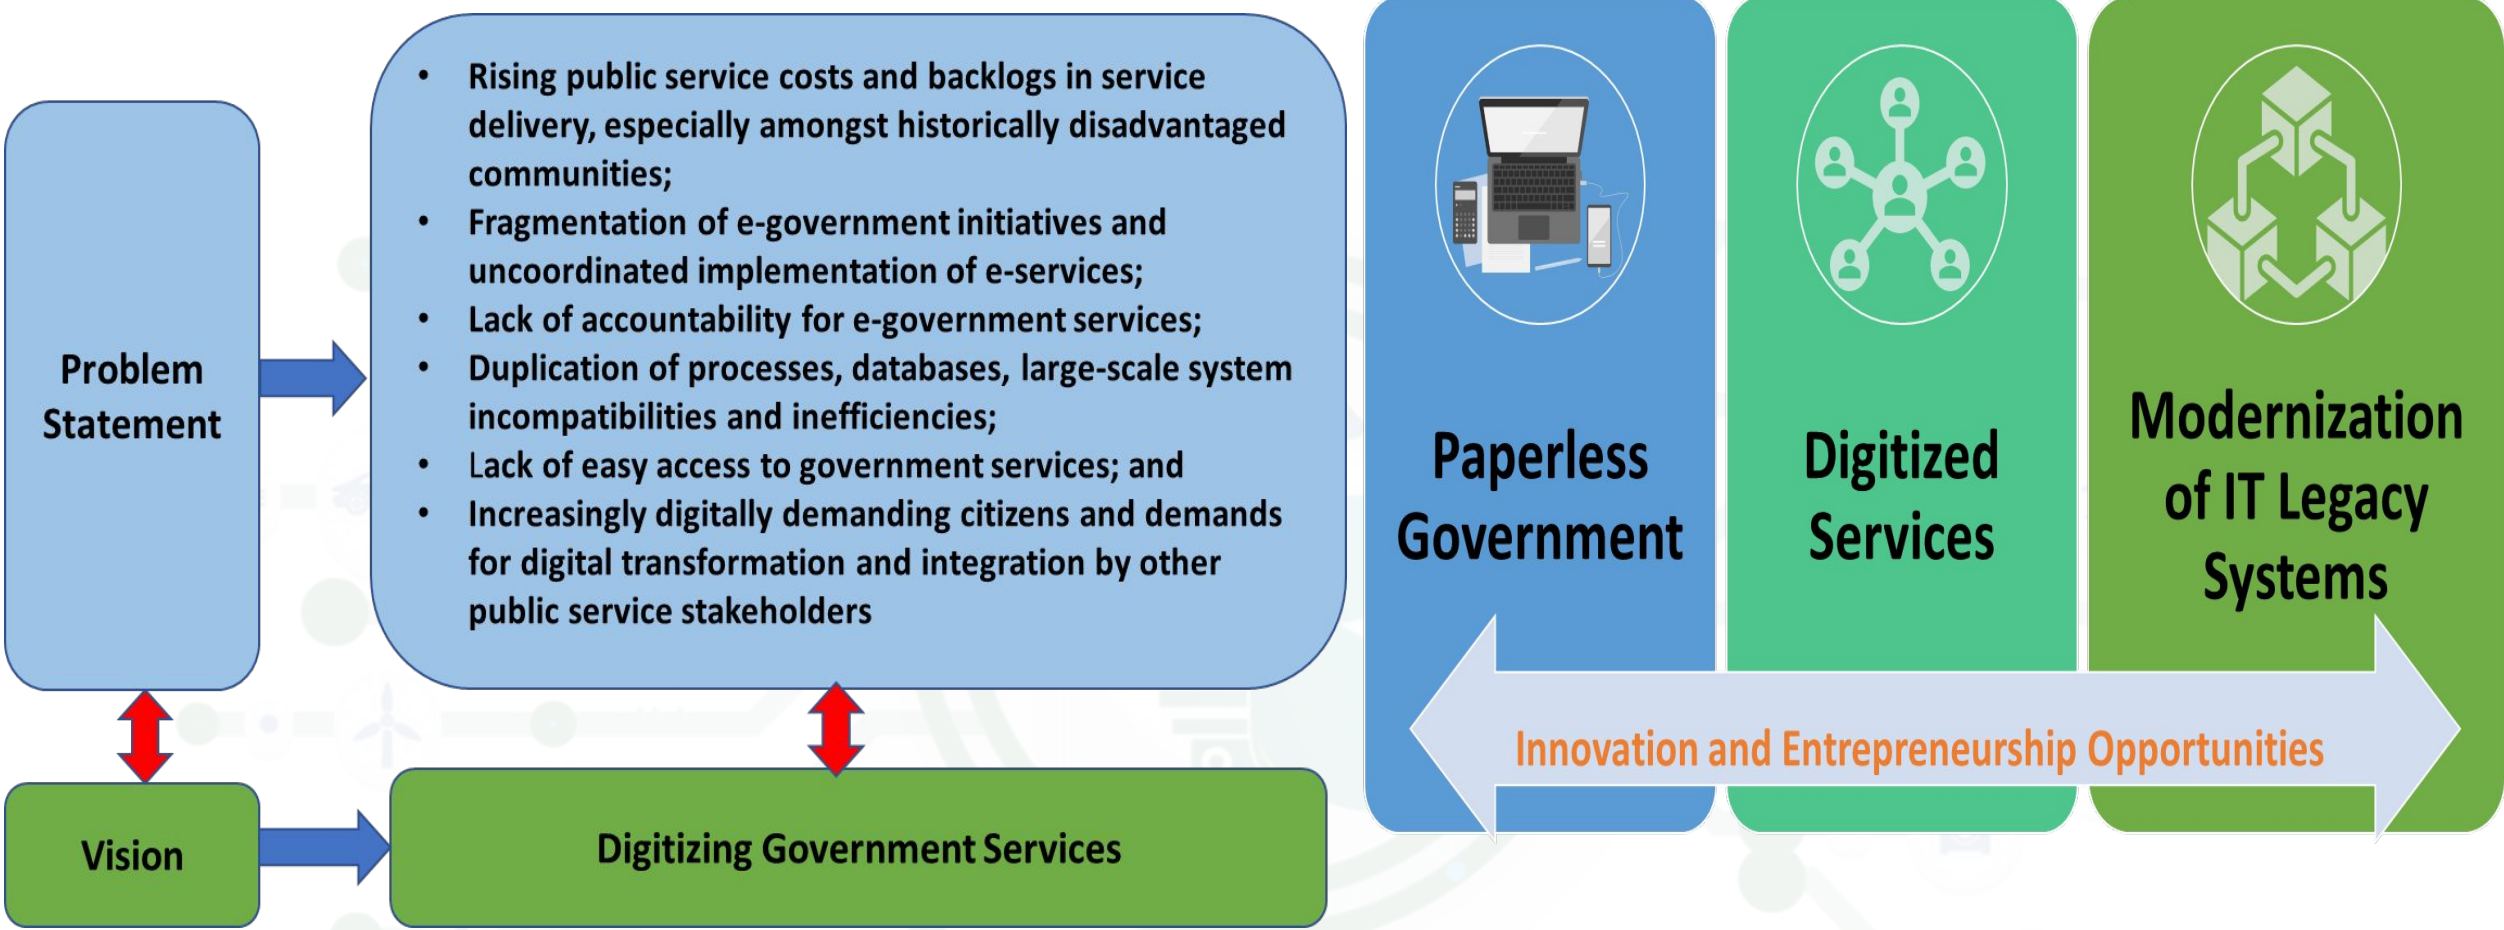 Problem
Statement
• Rising public service costs and backlogs in service
delivery, especially amongst historically disadvantaged
communities;
• Fragmentation of e-government initiatives and
uncoordinated implementation of e-services;
• Lack of accountability for e-government services;
• Duplication of processes, databases, large-scale system
incompatibilities and inefficiencies;
• Lack of easy access to government services; and
• Increasingly digitally demanding citizens and demands
for digital transformation and integration by other
public service stakeholders
Vision
Digitizing Government Services
Paperless
Government
Digitized
Services
Modernization
of IT Legacy
Systems
Innovation and Entrepreneurship Opportunities